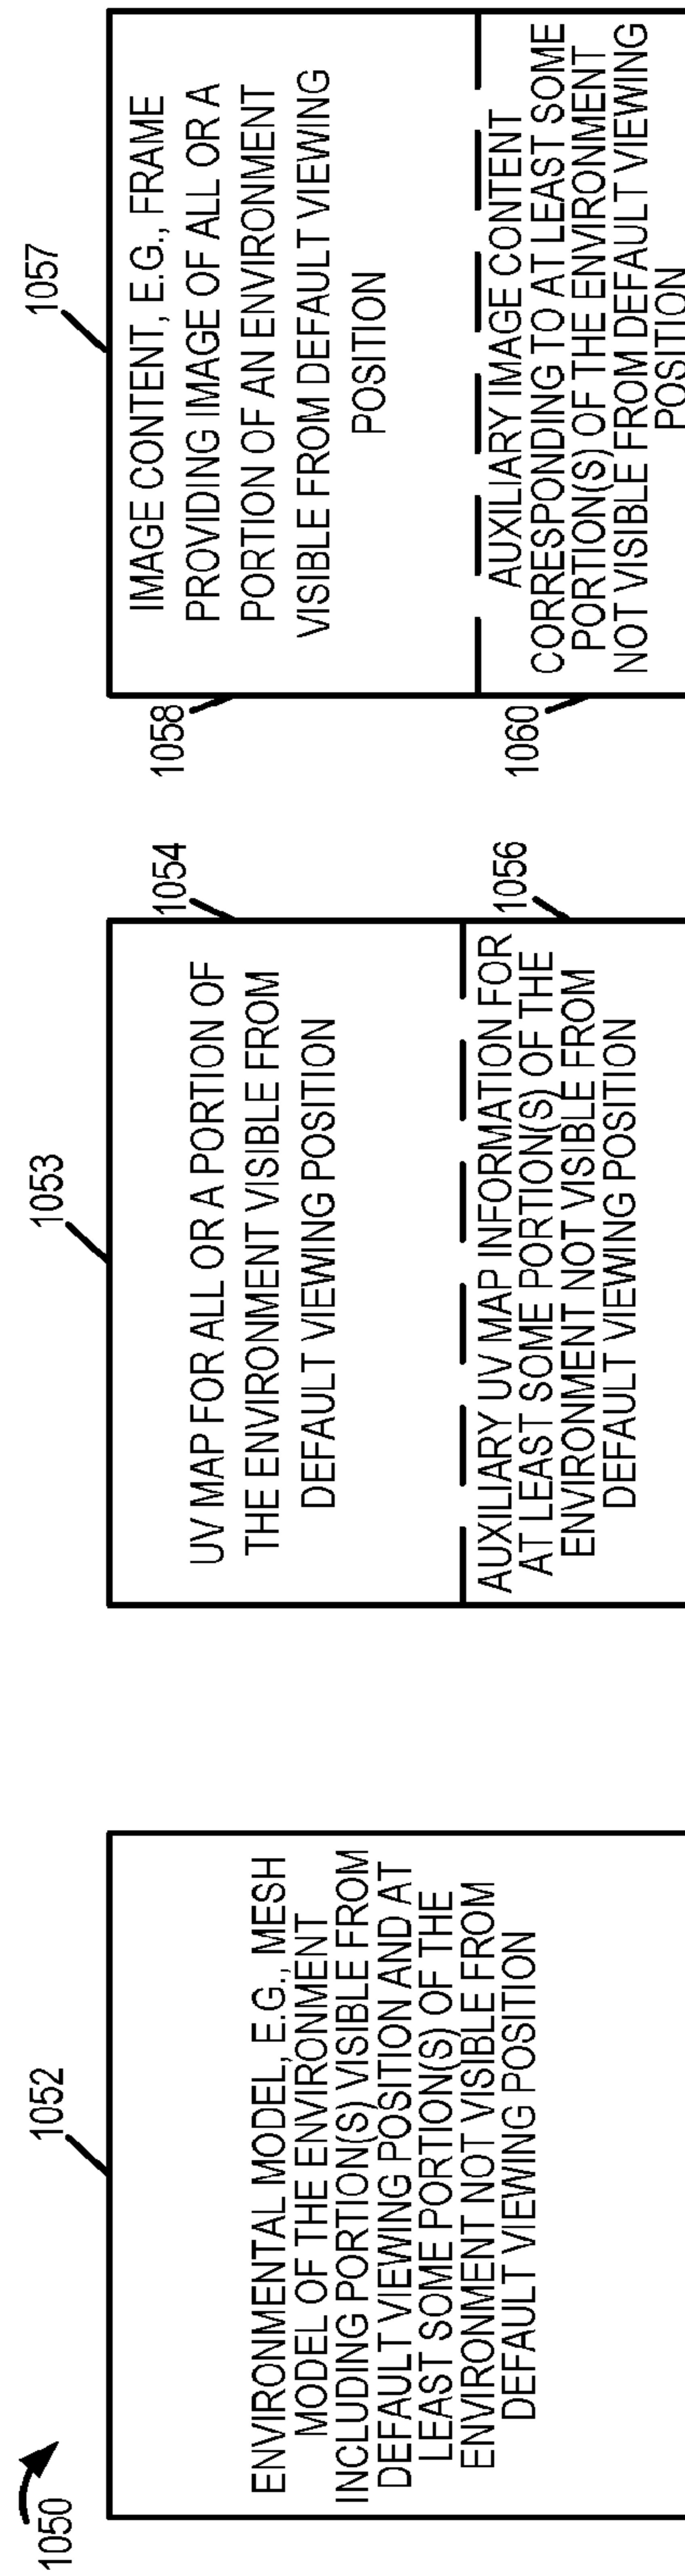 1050
1052
ENVIRONMENTAL MODEL, E.G., MESH
MODEL OF THE ENVIRONMENT
INCLUDING PORTION(S) VISIBLE FROM
DEFAULT VIEWING POSITION AND AT
LEAST SOME PORTION(S) OF THE
ENVIRONMENT NOT VISIBLE FROM
DEFAULT VIEWING POSITION
1053
UV MAP FOR ALL OR A PORTION OF
THE ENVIRONMENT VISIBLE FROM
DEFAULT VIEWING POSITION
1054
AUXILIARY UV MAP INFORMATION FOR
AT LEAST SOME PORTION(S) OF THE
ENVIRONMENT NOT VISIBLE FROM
DEFAULT VIEWING POSITION
1056
1057
1058
IMAGE CONTENT, E.G., FRAME
PROVIDING IMAGE OF ALL OR A
PORTION OF AN ENVIRONMENT
VISIBLE FROM DEFAULT VIEWING
POSITION
1060
AUXILIARY IMAGE CONTENT
CORRESPONDING TO AT LEAST SOME
PORTION(S) OF THE ENVIRONMENT
NOT VISIBLE FROM DEFAULT VIEWING
POSITION